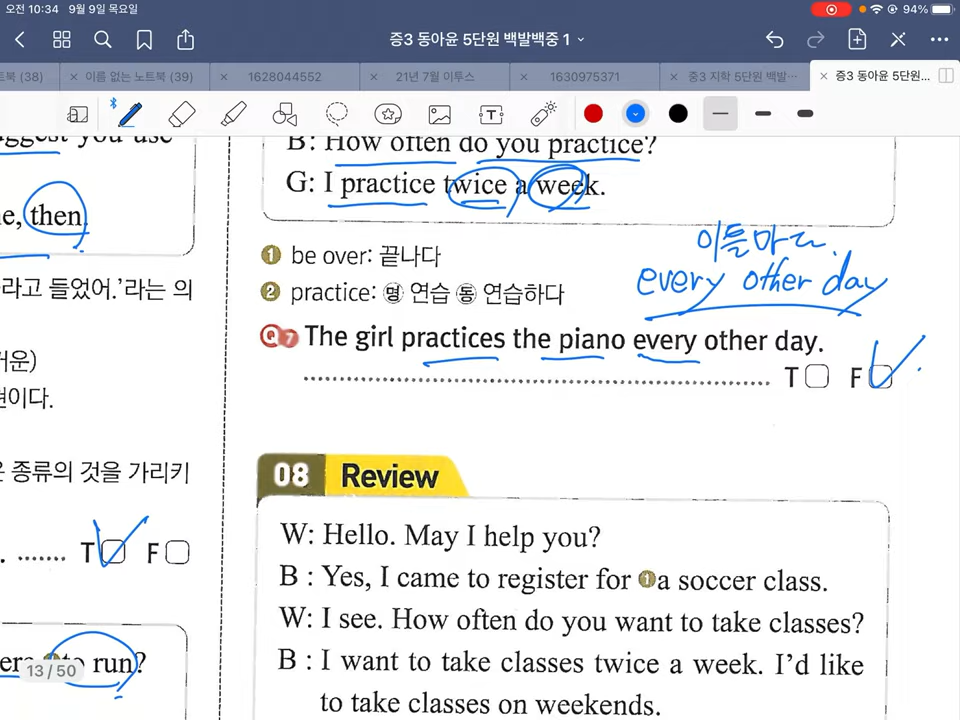 오전 10:34 9월 9일 목요일
94%
증3 동아윤 5단원 백발백중 1
트북 (38)
이름 없는 노트북 (39)
1628044552
21년 7월 이투스
1630975371
중3 지학 5단원 백발…
증3 동아윤 5단원...
uggest you use
e, then.
라고 들었어.’라는 의
거운)
현이다.
은 종류의 것을 가리키
. ....... T F
ere to run?
13 / 50
B: How often do you practice?
G: I practice twice a week.
1 be over: 끝나다
2 practice: 명 연습 동 연습하다
이틀마다.
every other day
Q7 The girl practices the piano every other day.
T F
08 Review
W: Hello. May I help you?
B : Yes, I came to register for 1 a soccer class.
W: I see. How often do you want to take classes?
B : I want to take classes twice a week. I’d like
to take classes on weekends.